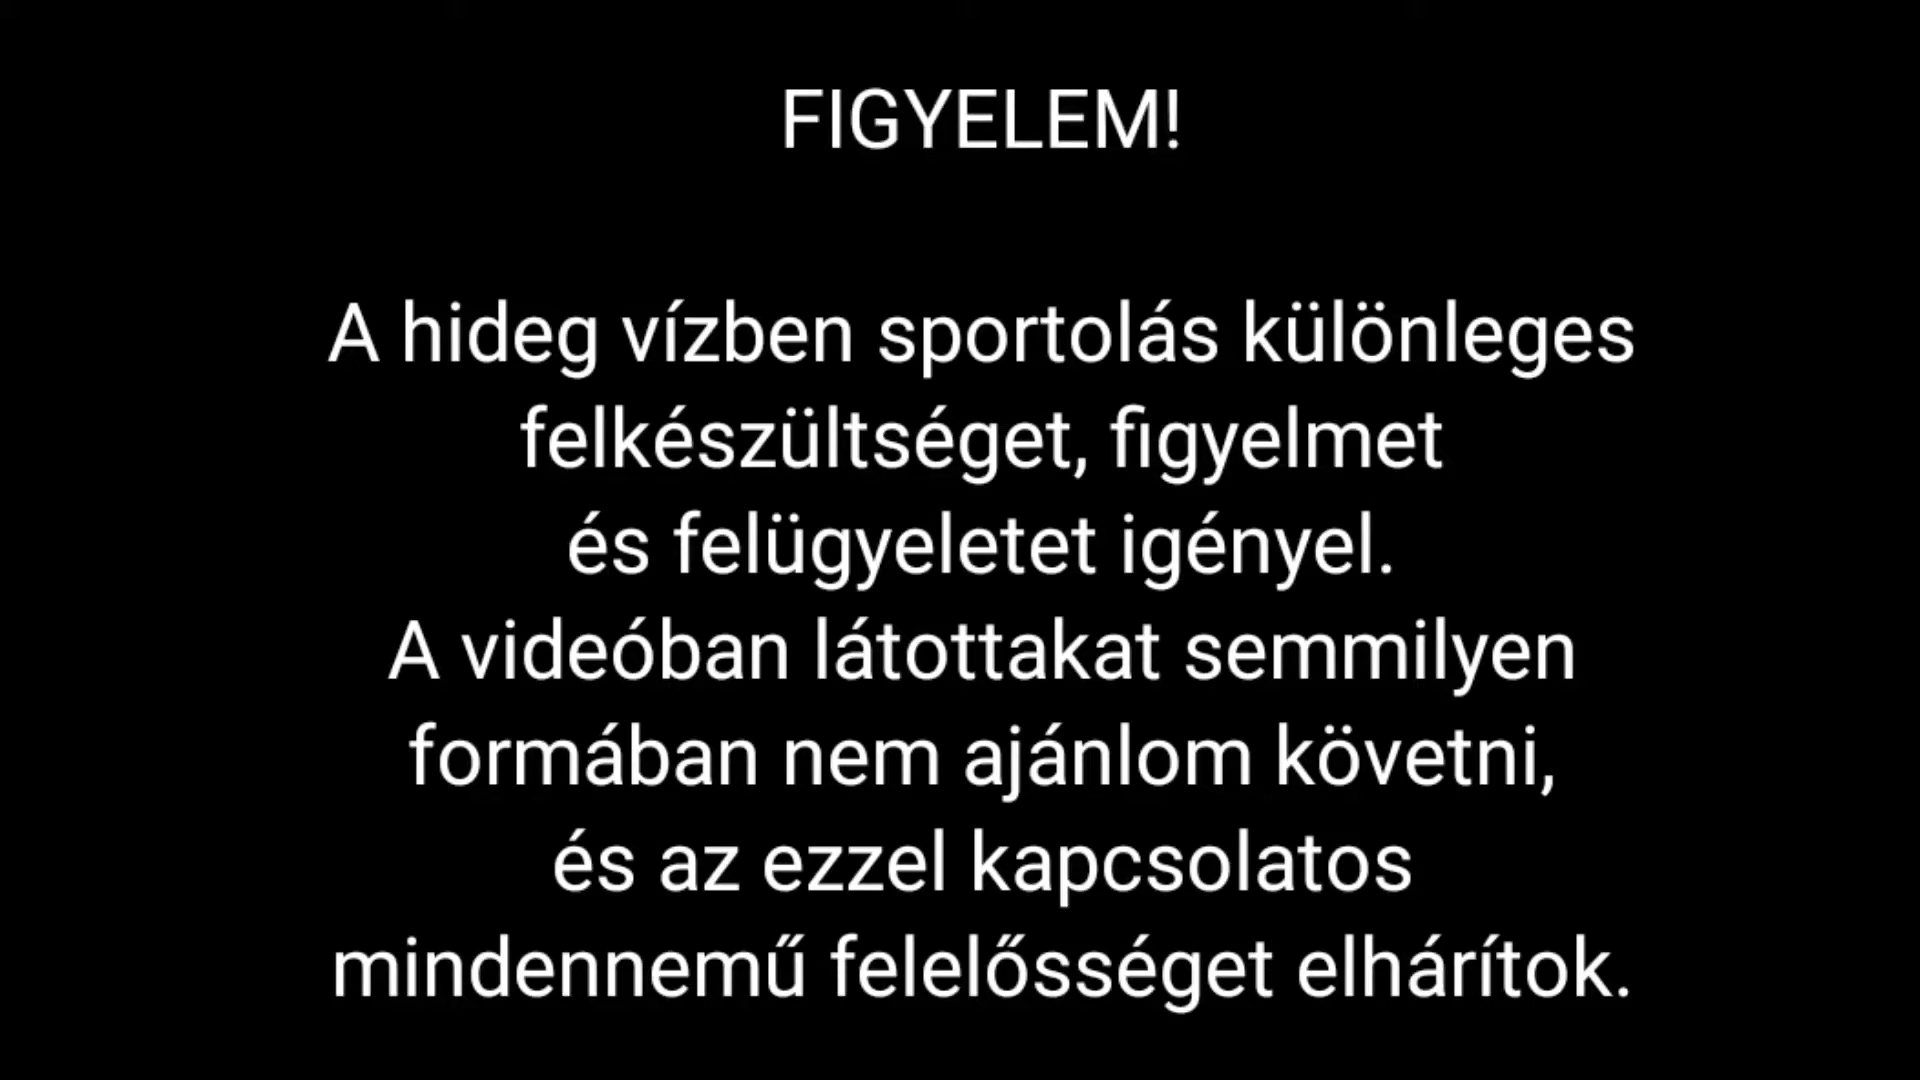 FIGYELEM!
A hideg vízben sportolás különleges
felkészültséget, figyelmet
és felügyeletet igényel.
A videóban látottakat semmilyen
formában nem ajánlom követni,
és az ezzel kapcsolatos
mindennemű felelősséget elhárítok.